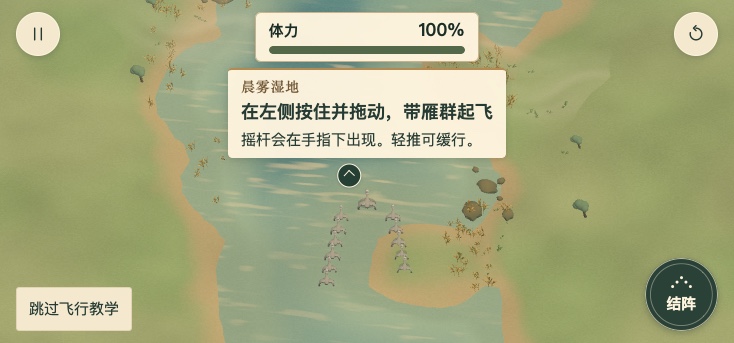 体力 100%
晨雾湿地
在左侧按住并拖动，带雁群起飞
摇杆会在手指下出现。轻推可缓行。
跳过飞行教学
结阵